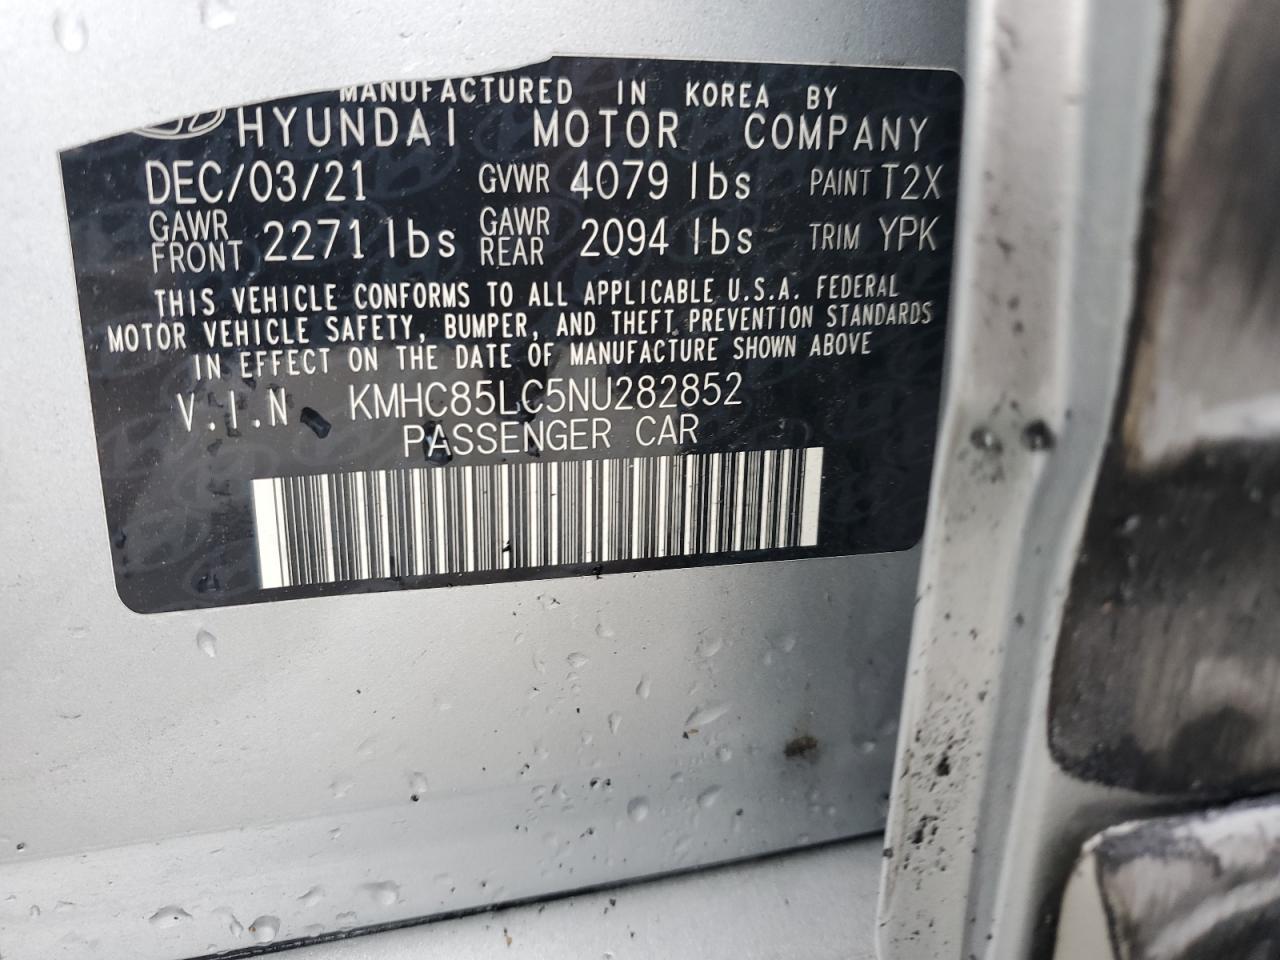 MANUFACTURED IN KOREA BY
HYUNDAI MOTOR COMPANY
DEC/03/21 GVWR 4079 lbs PAINT T2X
GAWR FRONT 2271 lbs GAWR REAR 2094 lbs TRIM YPK
THIS VEHICLE CONFORMS TO ALL APPLICABLE U.S.A. FEDERAL
MOTOR VEHICLE SAFETY, BUMPER, AND THEFT PREVENTION STANDARDS
IN EFFECT ON THE DATE OF MANUFACTURE SHOWN ABOVE
V.I.N KMHC85LC5NU282852
PASSENGER CAR